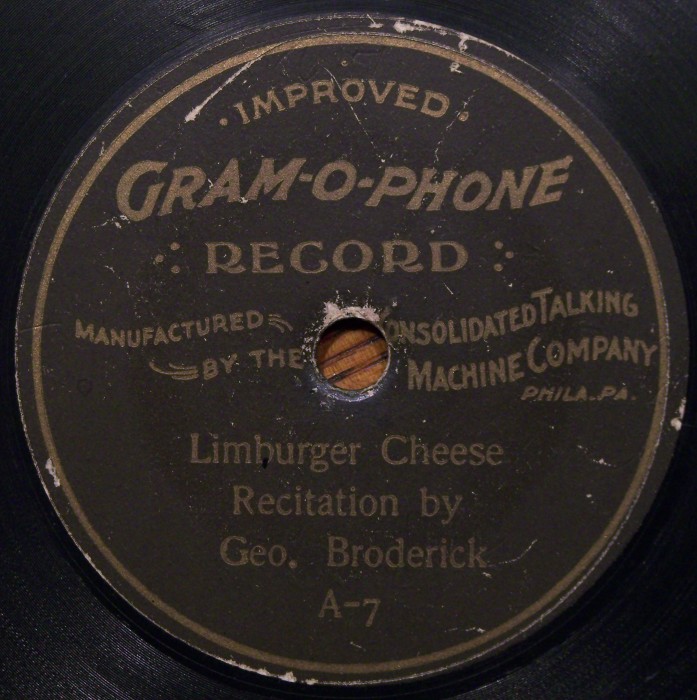 IMPROVED
GRAM-O-PHONE
RECORD
MANUFACTURED
BY THE
CONSOLIDATED TALKING
MACHINE COMPANY
PHILA. PA.
Limburger Cheese
Recitation by
Geo. Broderick
A-7